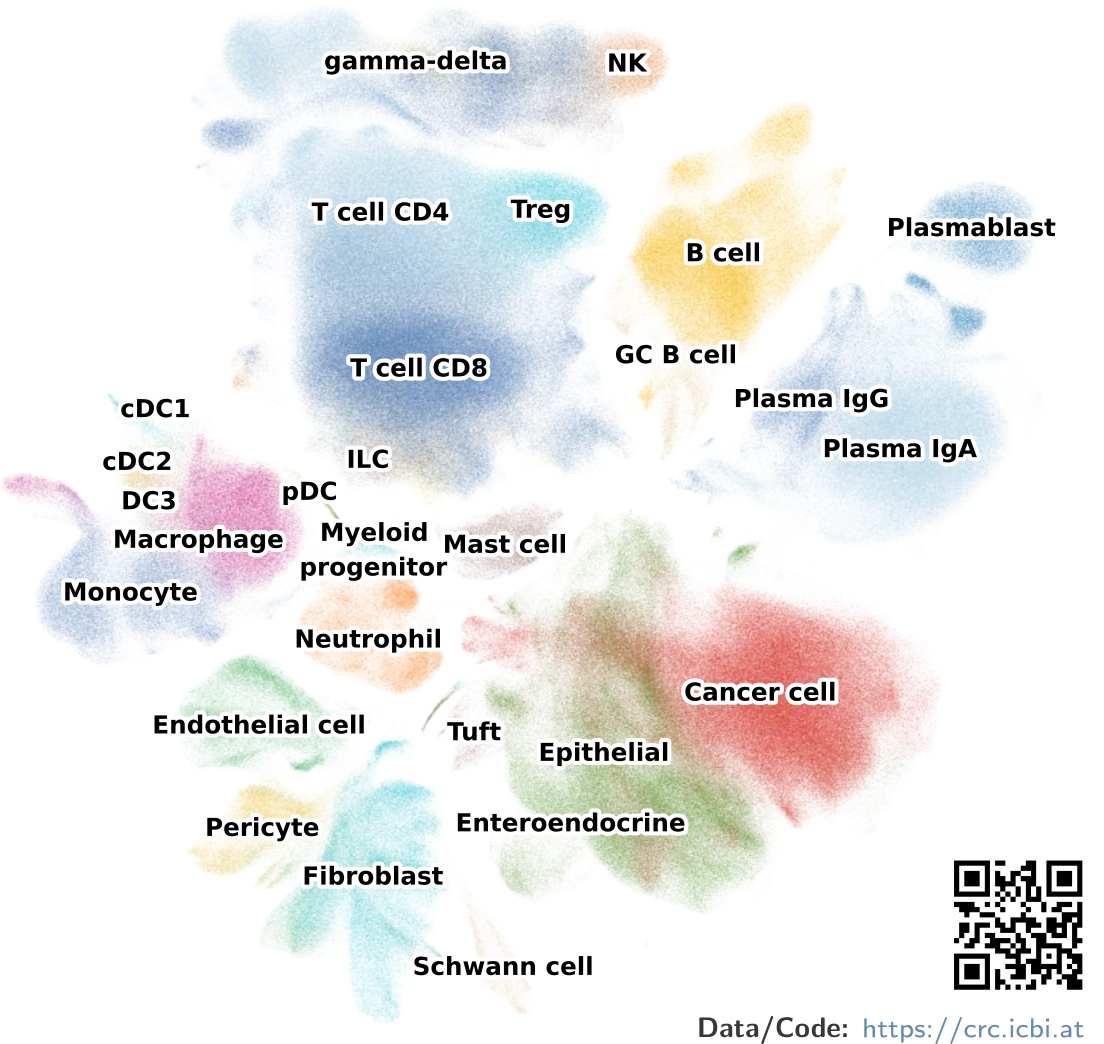 gamma-delta
NK
T cell CD4
Treg
B cell
Plasmablast
GC B cell
T cell CD8
Plasma IgG
cDC1
Plasma IgA
cDC2
ILC
DC3
pDC
Macrophage
Myeloid
progenitor
Mast cell
Monocyte
Neutrophil
Cancer cell
Endothelial cell
Tuft
Epithelial
Pericyte
Enteroendocrine
Fibroblast
Schwann cell
Data/Code: https://crc.icbi.at